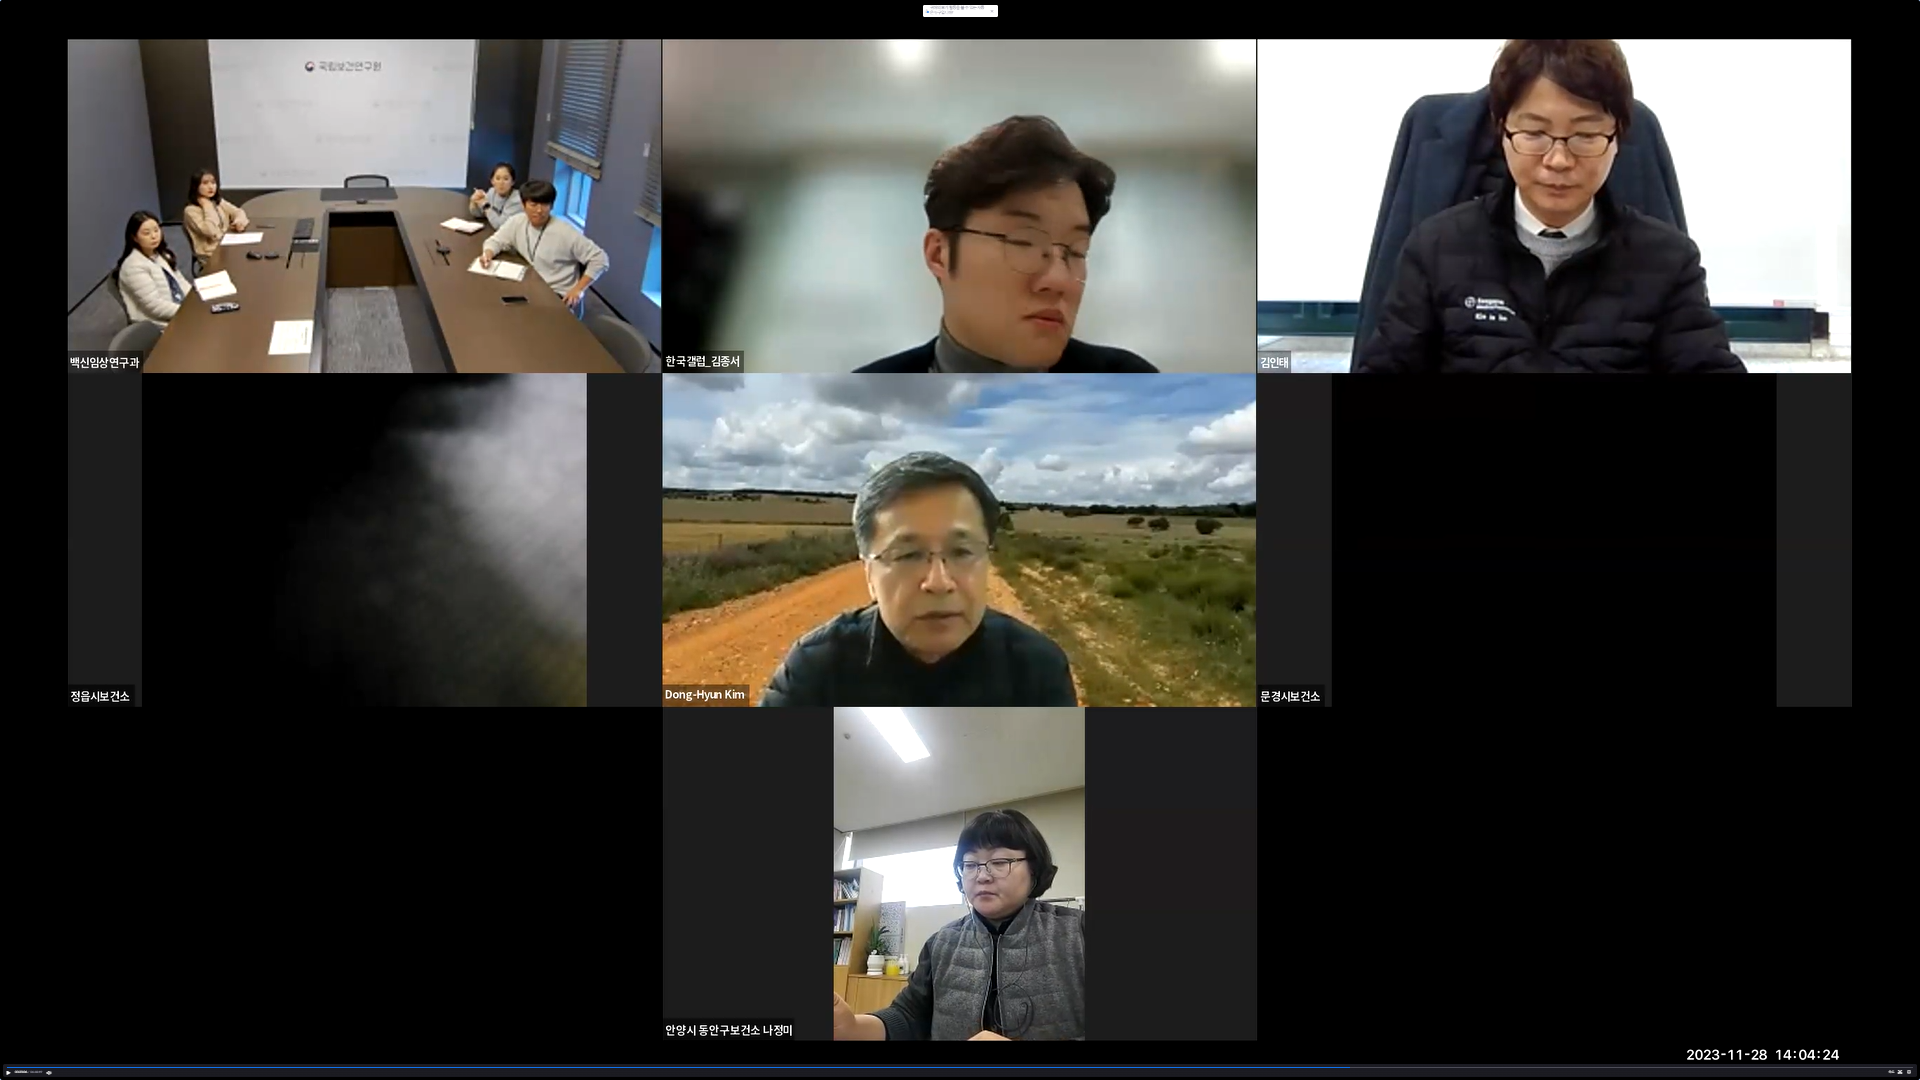 국립보건연구원
백신임상연구과
한국갤럽_김종서
김인태
정읍시보건소
Dong-Hyun Kim
문경시보건소
안양시 동안구보건소 나정미
2023-11-28 14:04:24